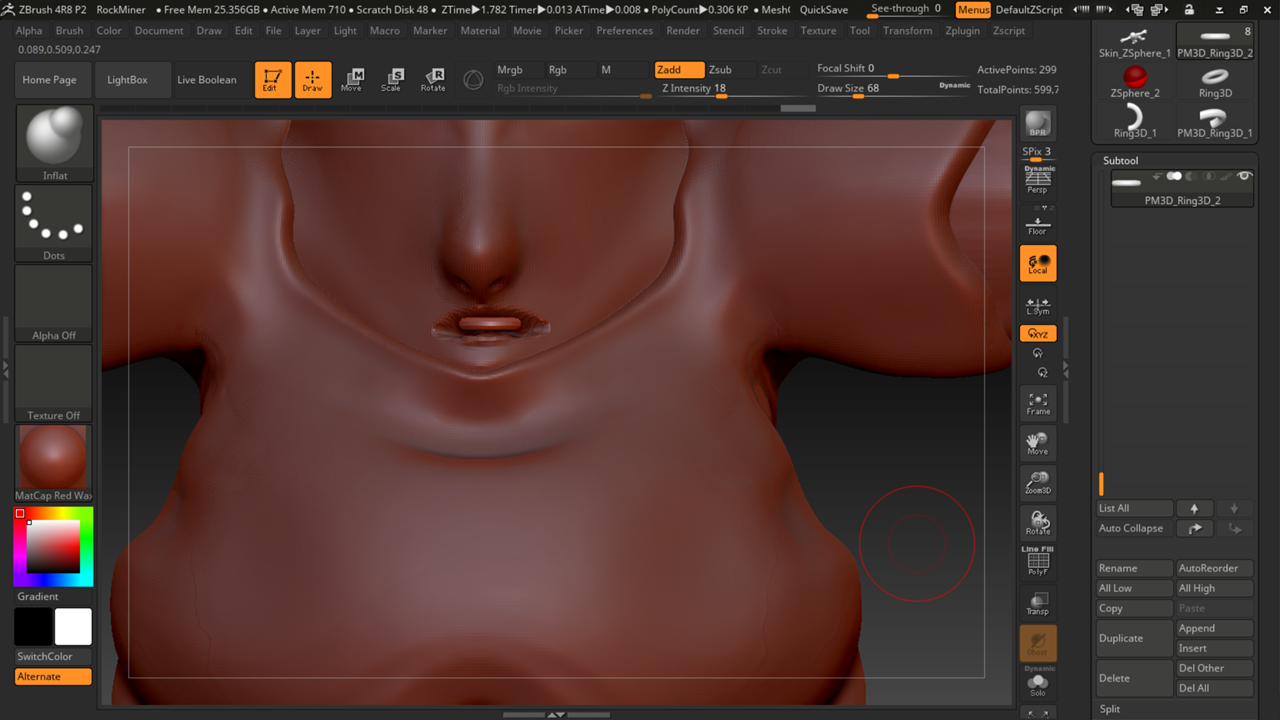 ZBrush 4R8 P2 RockMiner • Free Mem 25.356GB • Active Mem 710 • Scratch Disk 48 • ZTime▶1.782 Timer▶0.013 ATime▶0.008 • PolyCount▶0.306 KP • Mesh QuickSave See-through 0 Menus DefaultZScript
Alpha Brush Color Document Draw Edit File Layer Light Macro Marker Material Movie Picker Preferences Render Stencil Stroke Texture Tool Transform Zplugin Zscript
0.089,0.509,0.247
Home Page LightBox Live Boolean Edit Draw Move Scale Rotate
Mrgb Rgb M Zadd Zsub Zcut Focal Shift 0 ActivePoints: 299
Rgb Intensity Z Intensity 18 Draw Size 68 Dynamic TotalPoints: 599,7
Inflat
Dots
Alpha Off
Texture Off
MatCap Red Wax
Gradient
SwitchColor
Alternate
BPR
SPix 3
Dynamic
Persp
Floor
Local
L.Sym
XYZ
Y
Z
Frame
Move
Zoom3D
Rotate
Line Fill
PolyF
Transp
Ghost
Dynamic
Solo
8
Skin_ZSphere_1 PM3D_Ring3D_2
ZSphere_2 Ring3D
Ring3D_1 PM3D_Ring3D_1
Subtool
PM3D_Ring3D_2
List All
Auto Collapse
Rename AutoReorder
All Low All High
Copy Paste
Duplicate Append
Insert
Delete Del Other
Del All
Split